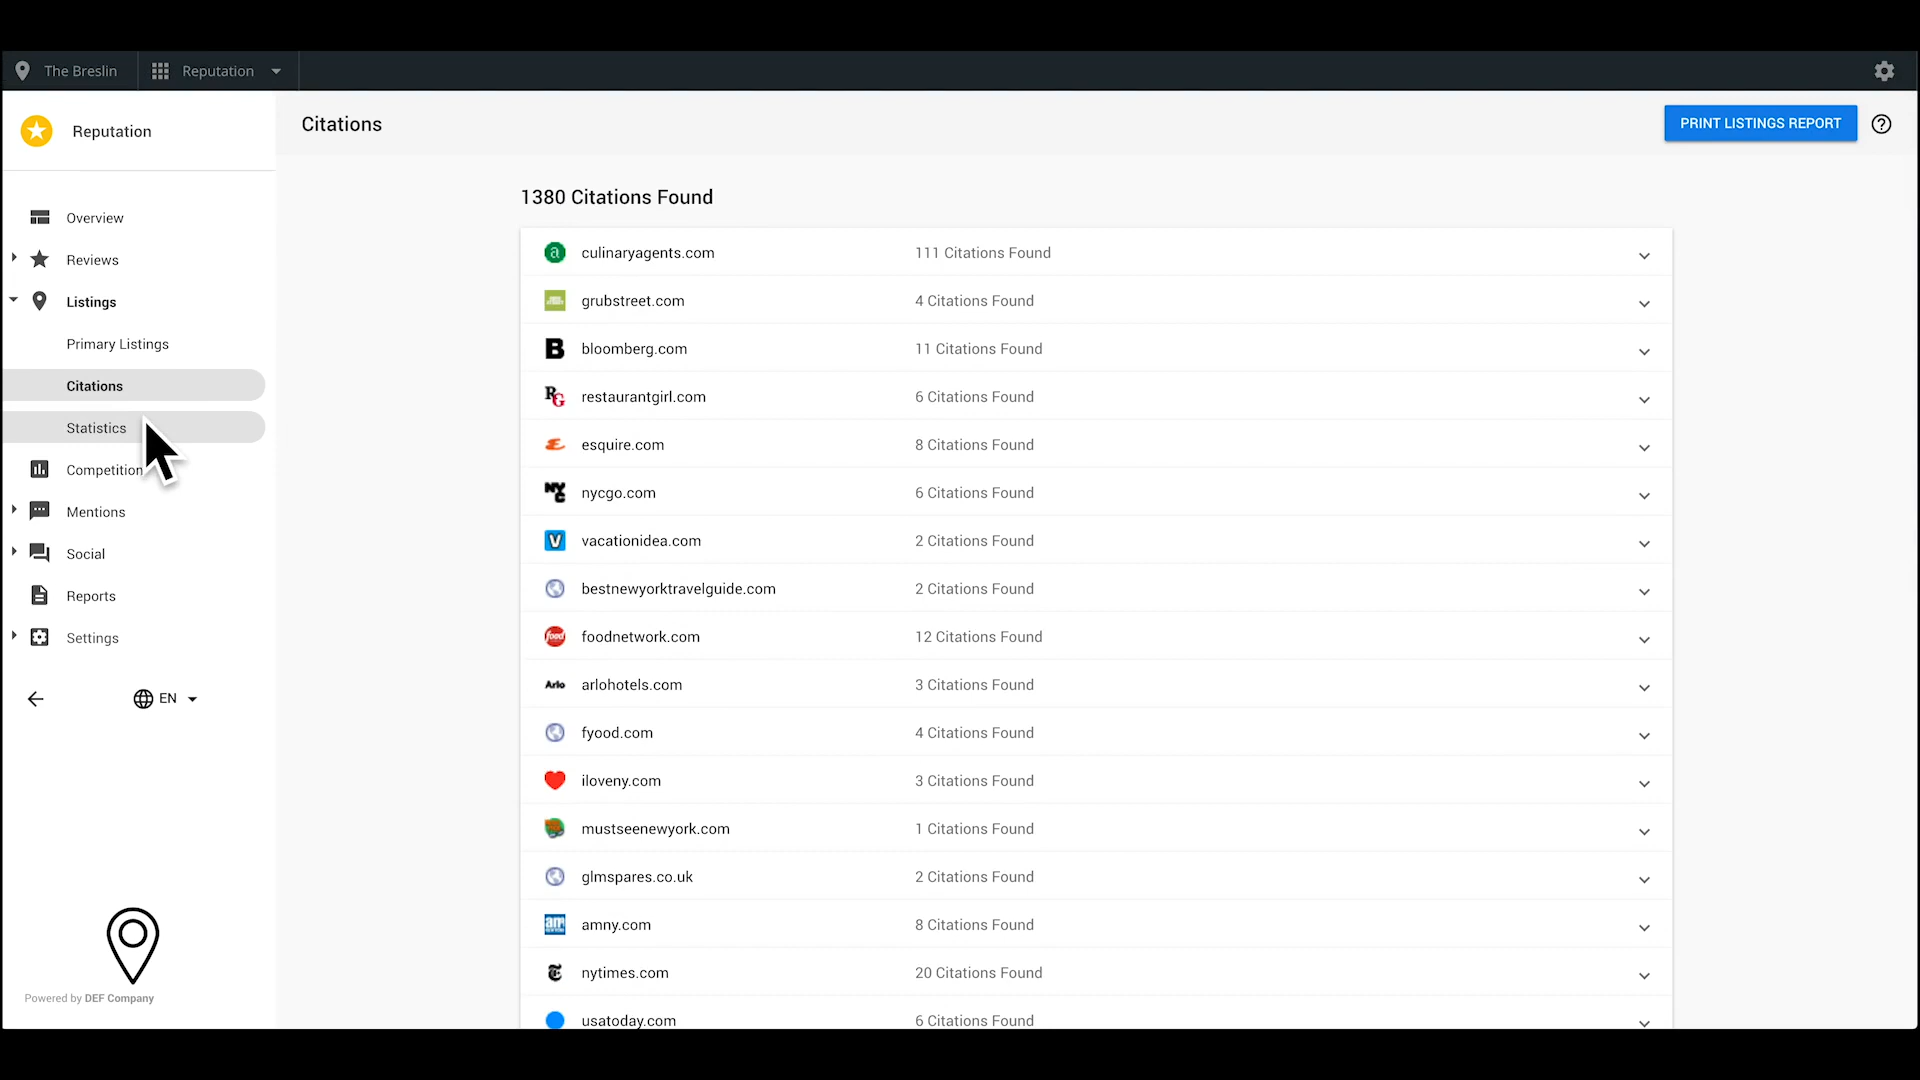 The Breslin
Reputation
Reputation
Citations
PRINT LISTINGS REPORT
Overview
Reviews
Listings
Primary Listings
Citations
Statistics
Competition
Mentions
Social
Reports
Settings
EN
Powered by DEF Company
1380 Citations Found
culinaryagents.com 111 Citations Found
grubstreet.com 4 Citations Found
B bloomberg.com 11 Citations Found
RG restaurantgirl.com 6 Citations Found
esquire.com 8 Citations Found
NYC nycgo.com 6 Citations Found
V vacationidea.com 2 Citations Found
bestnewyorktravelguide.com 2 Citations Found
food foodnetwork.com 12 Citations Found
Arlo arlohotels.com 3 Citations Found
fyood.com 4 Citations Found
iloveny.com 3 Citations Found
mustseenewyork.com 1 Citations Found
glmspares.co.uk 2 Citations Found
am amny.com 8 Citations Found
nytimes.com 20 Citations Found
usatoday.com 6 Citations Found